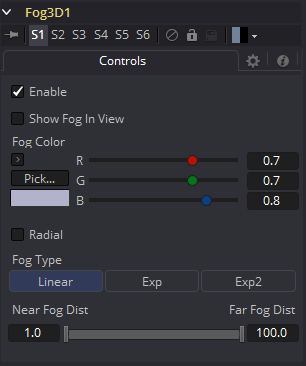 Fog3D1
S1 S2 S3 S4 S5 S6
Controls
Enable
Show Fog In View
Fog Color
R 0.7
Pick... G 0.7
B 0.8
Radial
Fog Type
Linear Exp Exp2
Near Fog Dist Far Fog Dist
1.0 100.0